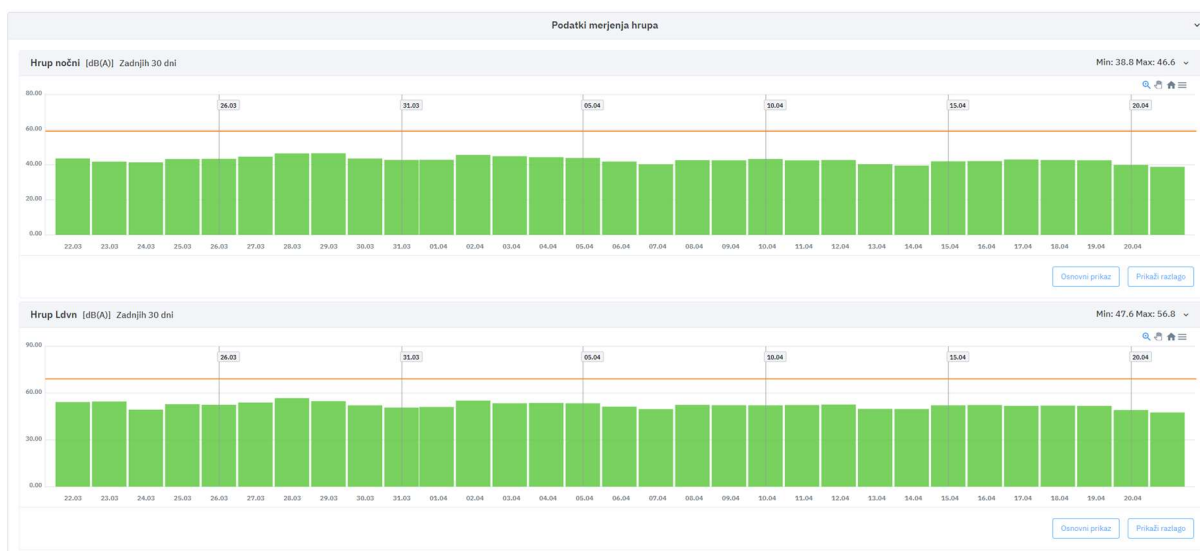 Podatki merjenja hrupa
Hrup nočni [dB(A)] Zadnjih 30 dni Min: 38.8 Max: 46.6
80.00
26.03 31.03 05.04 10.04 15.04 20.04
60.00
40.00
20.00
0.00
22.03 23.03 24.03 25.03 26.03 27.03 28.03 29.03 30.03 31.03 01.04 02.04 03.04 04.04 05.04 06.04 07.04 08.04 09.04 10.04 11.04 12.04 13.04 14.04 15.04 16.04 17.04 18.04 19.04 20.04
Osnovni prikaz Prikaži razlago
Hrup Ldvn [dB(A)] Zadnjih 30 dni Min: 47.6 Max: 56.8
90.00
26.03 31.03 05.04 10.04 15.04 20.04
60.00
30.00
0.00
22.03 23.03 24.03 25.03 26.03 27.03 28.03 29.03 30.03 31.03 01.04 02.04 03.04 04.04 05.04 06.04 07.04 08.04 09.04 10.04 11.04 12.04 13.04 14.04 15.04 16.04 17.04 18.04 19.04 20.04
Osnovni prikaz Prikaži razlago